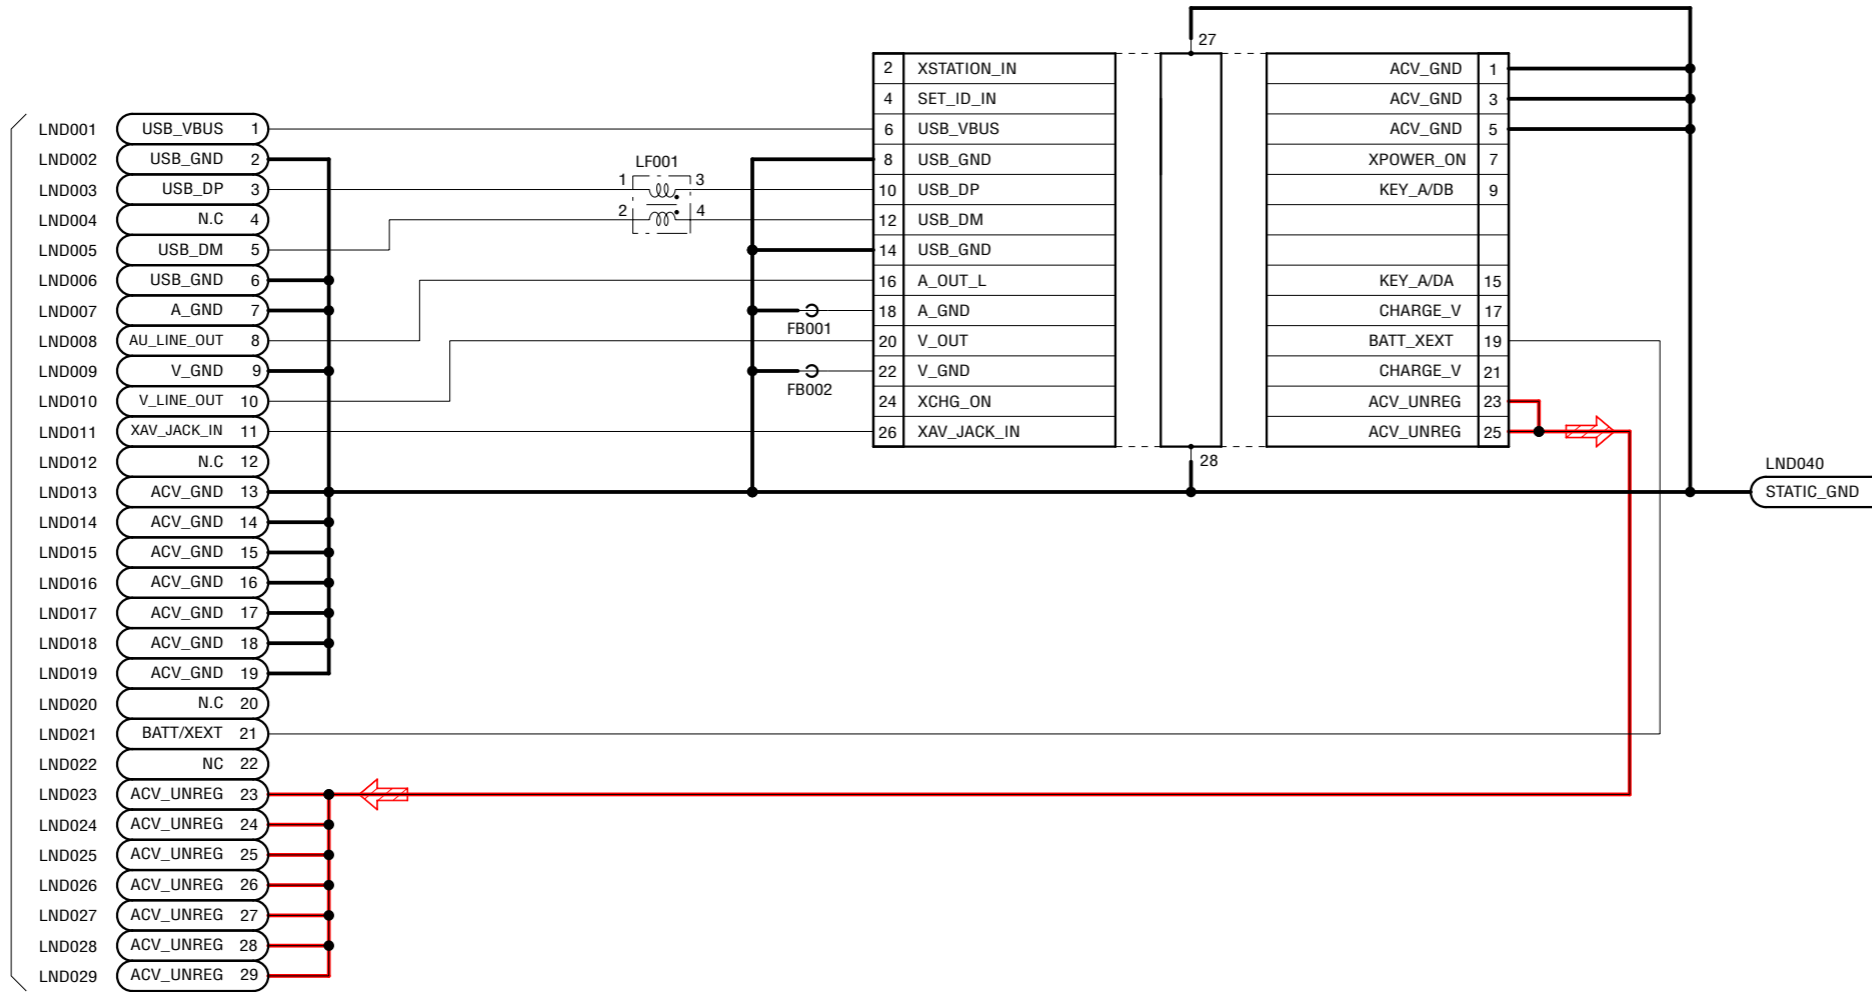 27
2 XSTATION_IN ACV_GND 1
4 SET_ID_IN ACV_GND 3
LND001 USB_VBUS 1 6 USB_VBUS ACV_GND 5
LND002 USB_GND 2 LF001 8 USB_GND XPOWER_ON 7
LND003 USB_DP 3 1 3 10 USB_DP KEY_A/DB 9
LND004 N.C 4 2 4 12 USB_DM
LND005 USB_DM 5 14 USB_GND
LND006 USB_GND 6 16 A_OUT_L KEY_A/DA 15
LND007 A_GND 7 FB001 18 A_GND CHARGE_V 17
LND008 AU_LINE_OUT 8 20 V_OUT BATT_XEXT 19
LND009 V_GND 9 FB002 22 V_GND CHARGE_V 21
LND010 V_LINE_OUT 10 24 XCHG_ON ACV_UNREG 23
LND011 XAV_JACK_IN 11 26 XAV_JACK_IN ACV_UNREG 25
LND012 N.C 12 28 LND040
LND013 ACV_GND 13 STATIC_GND
LND014 ACV_GND 14
LND015 ACV_GND 15
LND016 ACV_GND 16
LND017 ACV_GND 17
LND018 ACV_GND 18
LND019 ACV_GND 19
LND020 N.C 20
LND021 BATT/XEXT 21
LND022 NC 22
LND023 ACV_UNREG 23
LND024 ACV_UNREG 24
LND025 ACV_UNREG 25
LND026 ACV_UNREG 26
LND027 ACV_UNREG 27
LND028 ACV_UNREG 28
LND029 ACV_UNREG 29